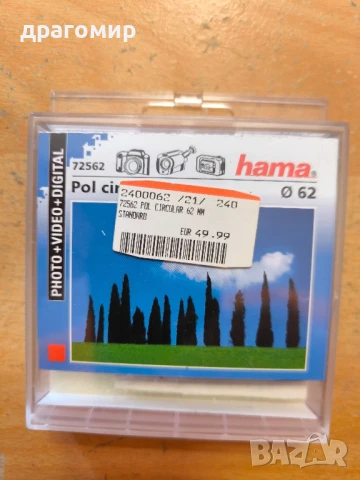 драгомир
72562
hama®
Pol cir
Ø 62
PHOTO+VIDEO+DIGITAL
2400062 /21/ 240
72562 POL CIRCULAR 62 MM
STANDARD
EUR 49.99
BAZAR